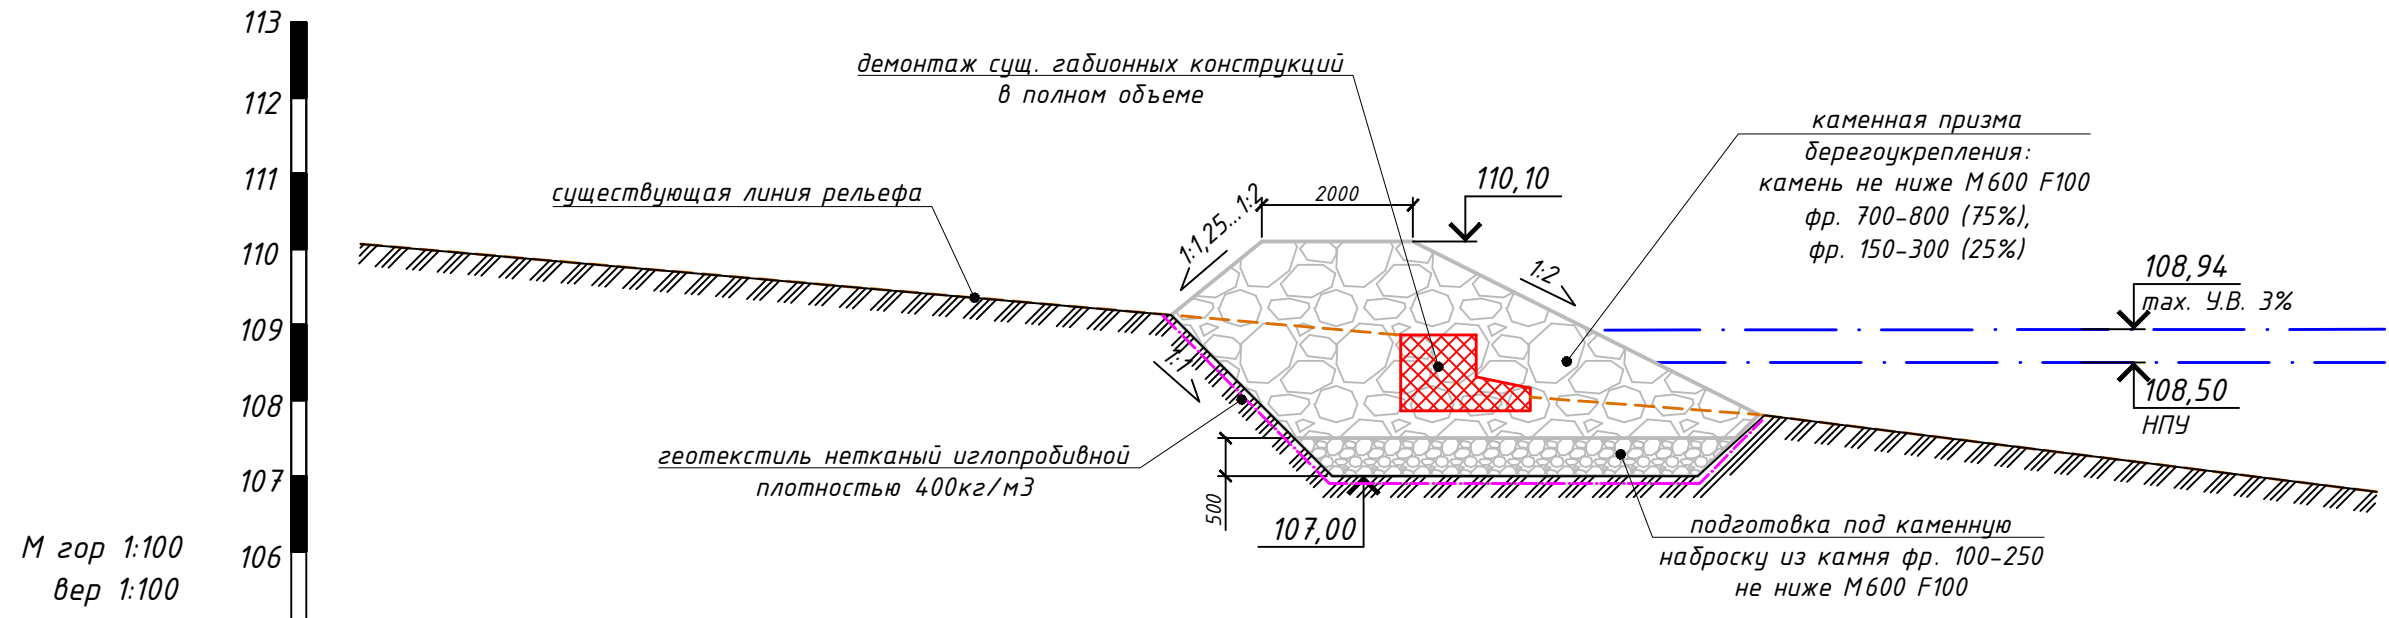 113
112
111
110
109
108
107
106
М гор 1:100
вер 1:100
существующая линия рельефа
демонтаж сущ. габионных конструкций
в полном объеме
каменная призма
берегоукрепления:
камень не ниже М600 F100
фр. 700-800 (75%),
фр. 150-300 (25%)
2000
110,10
1:1,25...1:2
1:2
1:1
108,94
max. У.В. 3%
108,50
НПУ
геотекстиль нетканый иглопробивной
плотностью 400кг/м3
500
107,00
подготовка под каменную
наброску из камня фр. 100-250
не ниже М600 F100